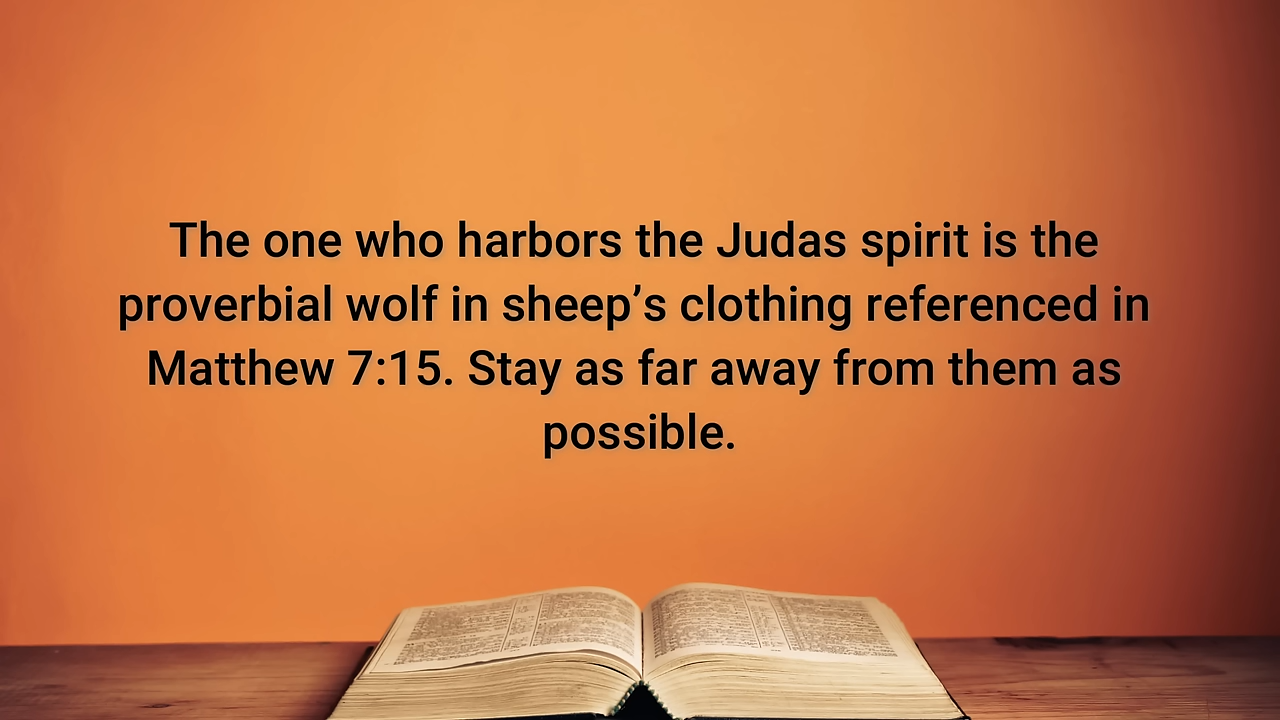 The one who harbors the Judas spirit is the
proverbial wolf in sheep’s clothing referenced in
Matthew 7:15. Stay as far away from them as
possible.